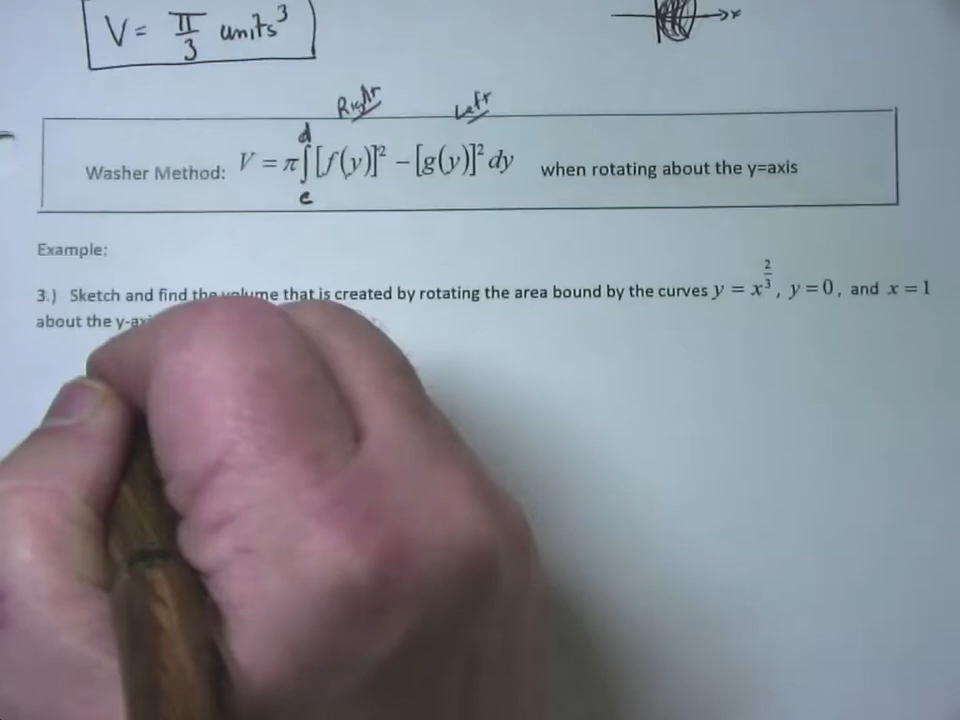 V = π/3 units³
x
Right Left
Washer Method: V = π∫[f(y)]² − [g(y)]² dy when rotating about the y=axis
d
c
Example:
3.) Sketch and find the volume that is created by rotating the area bound by the curves y = x^(2/3), y = 0, and x = 1
about the y-ax